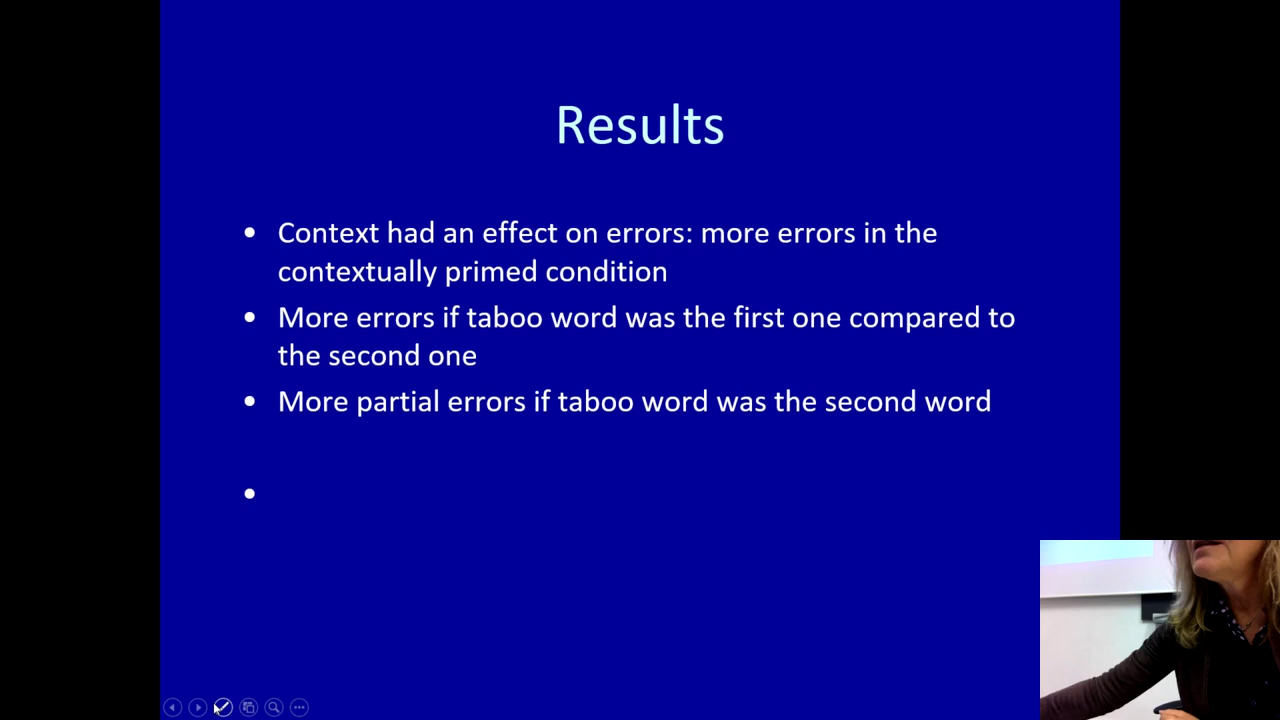 Results
• Context had an effect on errors: more errors in the
contextually primed condition
• More errors if taboo word was the first one compared to
the second one
• More partial errors if taboo word was the second word
•